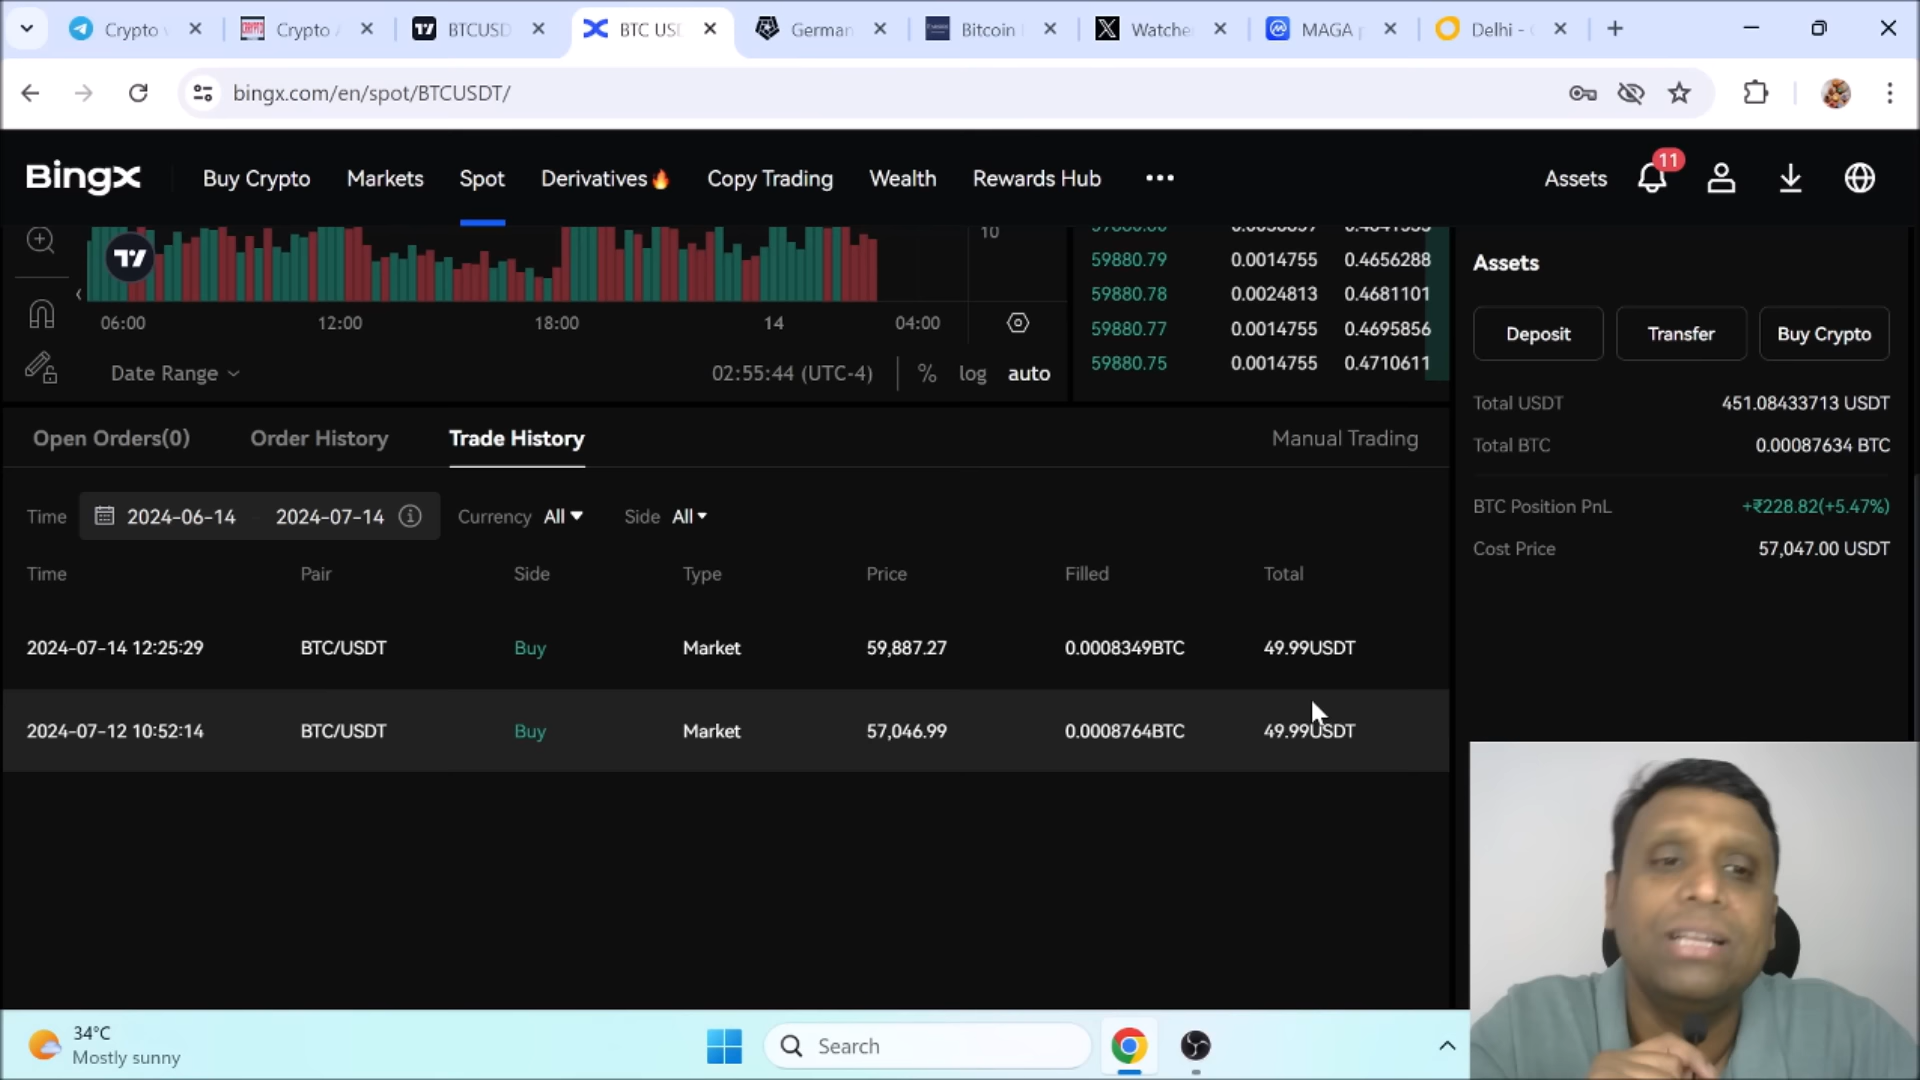 Crypto
Crypto
BTCUSD
BTC USD
German
Bitcoin
Watche
MAGA
Delhi -
bingx.com/en/spot/BTCUSDT/
BingX
Buy Crypto
Markets
Spot
Derivatives🔥
Copy Trading
Wealth
Rewards Hub
Assets
11
10
06:00 12:00 18:00 14 04:00
Date Range
02:55:44 (UTC-4)
% log auto
59880.79 0.0014755 0.4656288
59880.78 0.0024813 0.4681101
59880.77 0.0014755 0.4695856
59880.75 0.0014755 0.4710611
Assets
Deposit Transfer Buy Crypto
Total USDT 451.08433713 USDT
Total BTC 0.00087634 BTC
BTC Position PnL +₹228.82(+5.47%)
Cost Price 57,047.00 USDT
Open Orders(0) Order History Trade History Manual Trading
Time 2024-06-14 2024-07-14 Currency All Side All
Time Pair Side Type Price Filled Total
2024-07-14 12:25:29 BTC/USDT Buy Market 59,887.27 0.0008349BTC 49.99USDT
2024-07-12 10:52:14 BTC/USDT Buy Market 57,046.99 0.0008764BTC 49.99USDT
34°C
Mostly sunny
Search